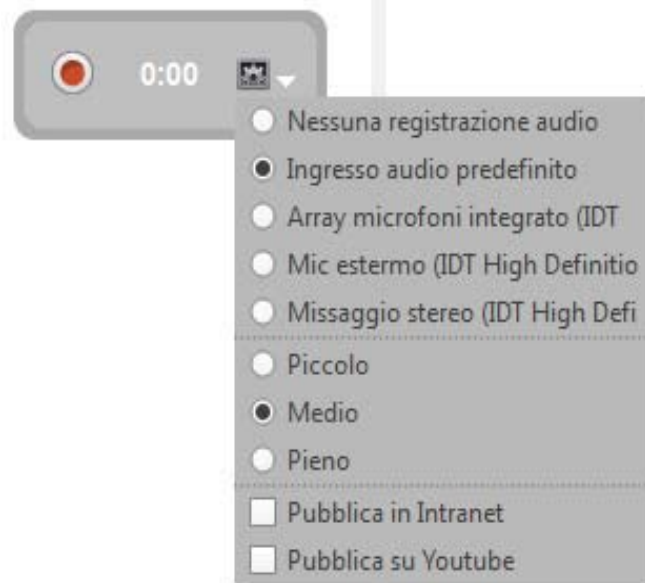 0:00
Nessuna registrazione audio
Ingresso audio predefinito
Array microfoni integrato (IDT
Mic estermo (IDT High Definitio
Missaggio stereo (IDT High Defi
Piccolo
Medio
Pieno
Pubblica in Intranet
Pubblica su Youtube